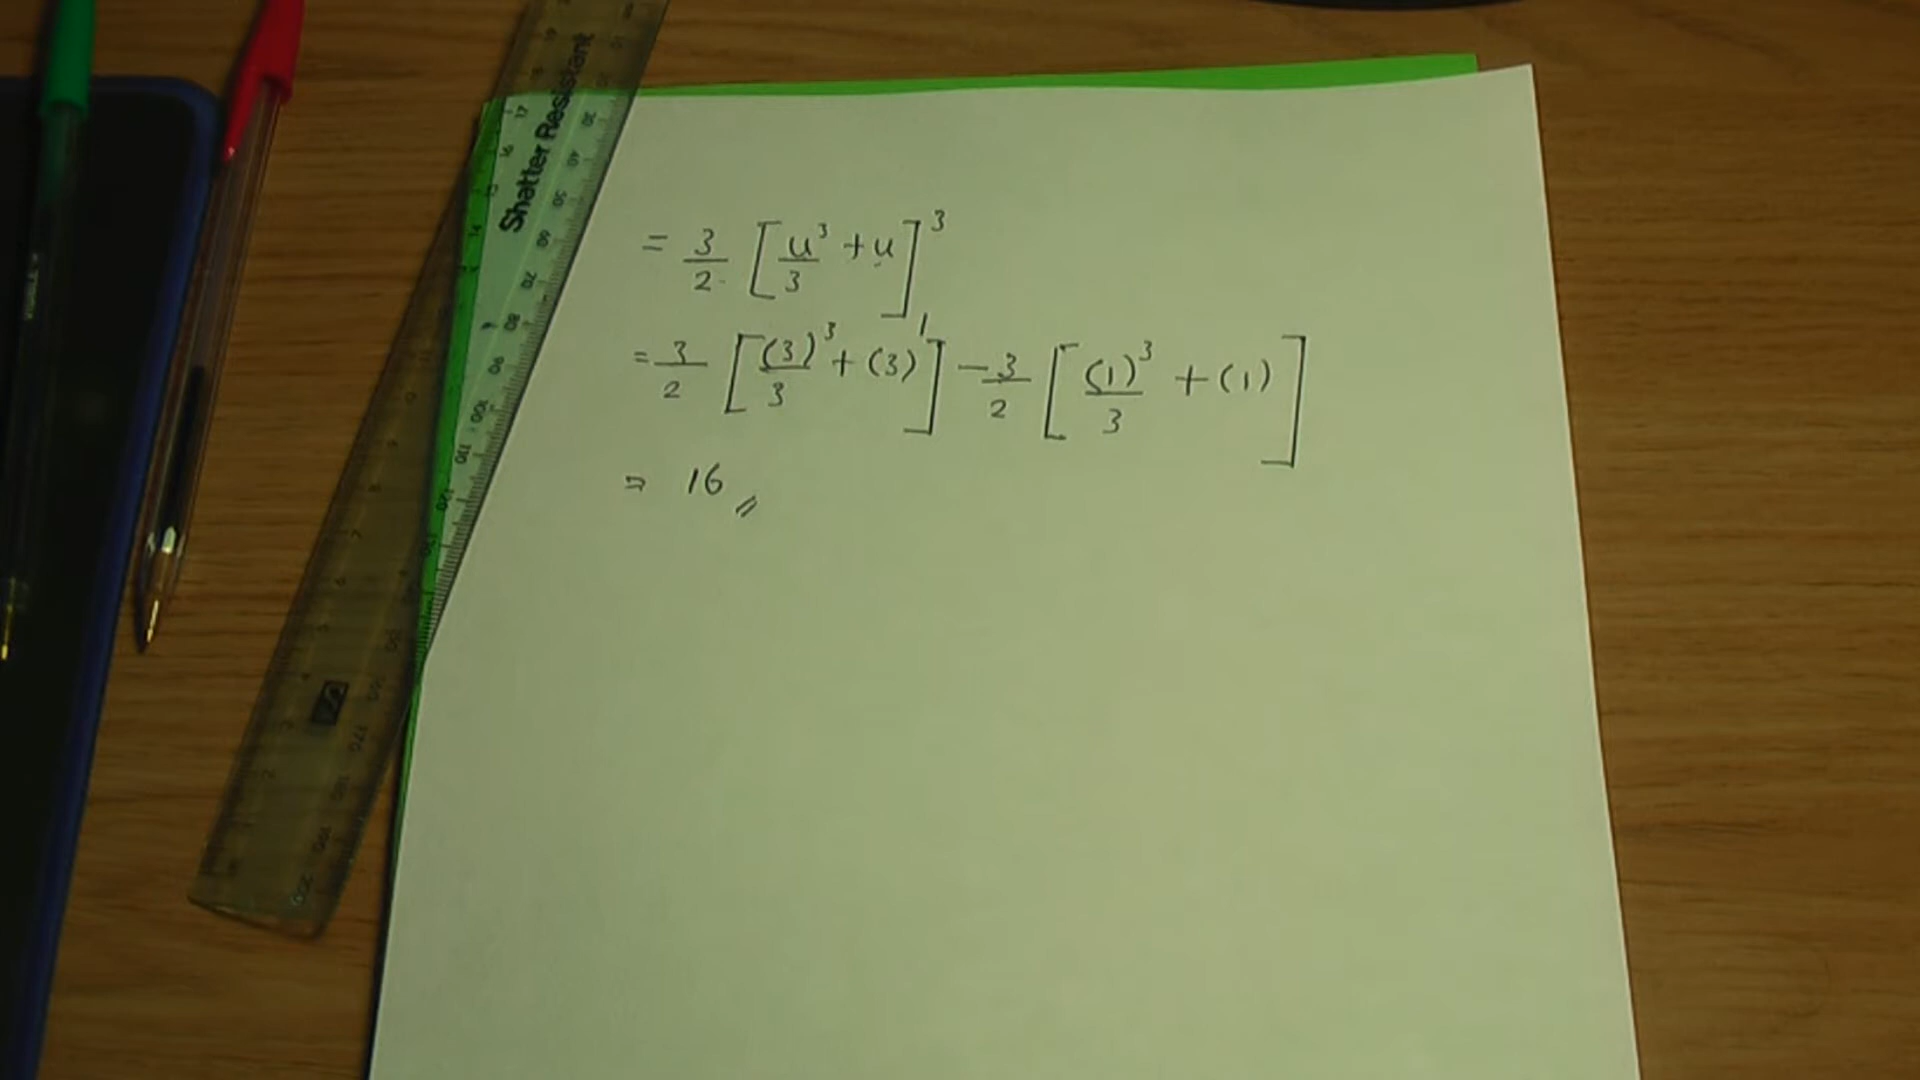 Shatter Resistant
= 3/2 [u³/3 + u]³₁
= 3/2 [(3)³/3 + (3)] - 3/2 [(1)³/3 + (1)]
= 16